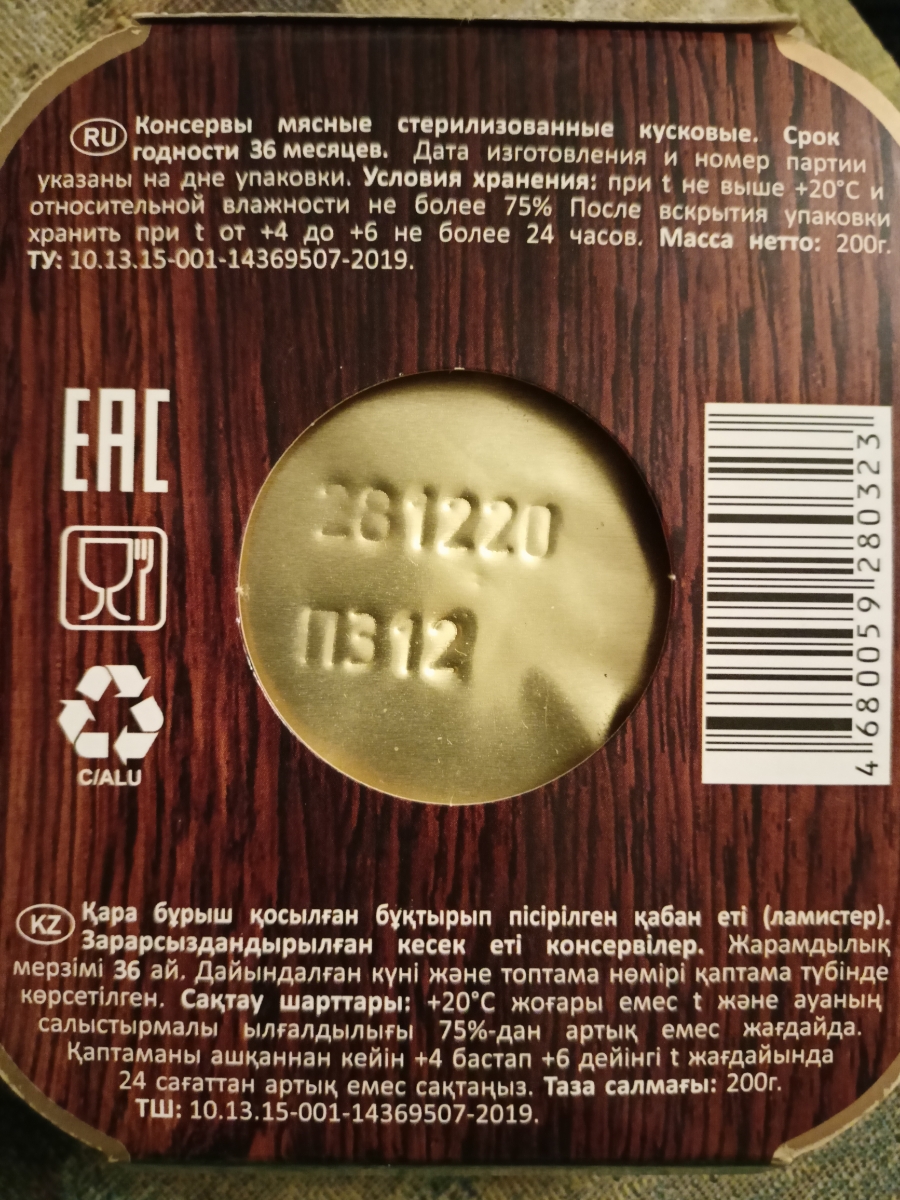 RU Консервы мясные стерилизованные кусковые. Срок
годности 36 месяцев. Дата изготовления и номер партии
указаны на дне упаковки. Условия хранения: при t не выше +20°С и
относительной влажности не более 75% После вскрытия упаковки
хранить при t от +4 до +6 не более 24 часов. Масса нетто: 200г.
ТУ: 10.13.15-001-14369507-2019.
EAC
281220
ПЗ12
C/ALU
4 680059 280323
KZ Қара бұрыш қосылған бұқтырып пісірілген қабан еті (ламистер).
Зарарсыздандырылған кесек еті консервілер. Жарамдылық
мерзімі 36 ай. Дайындалған күні және топтама нөмірі қаптама түбінде
көрсетілген. Сақтау шарттары: +20°С жоғары емес t және ауаның
салыстырмалы ылғалдылығы 75%-дан артық емес жағдайда.
Қаптаманы ашқаннан кейін +4 бастап +6 дейінгі t жағдайында
24 сағаттан артық емес сақтаңыз. Таза салмағы: 200г.
ТШ: 10.13.15-001-14369507-2019.